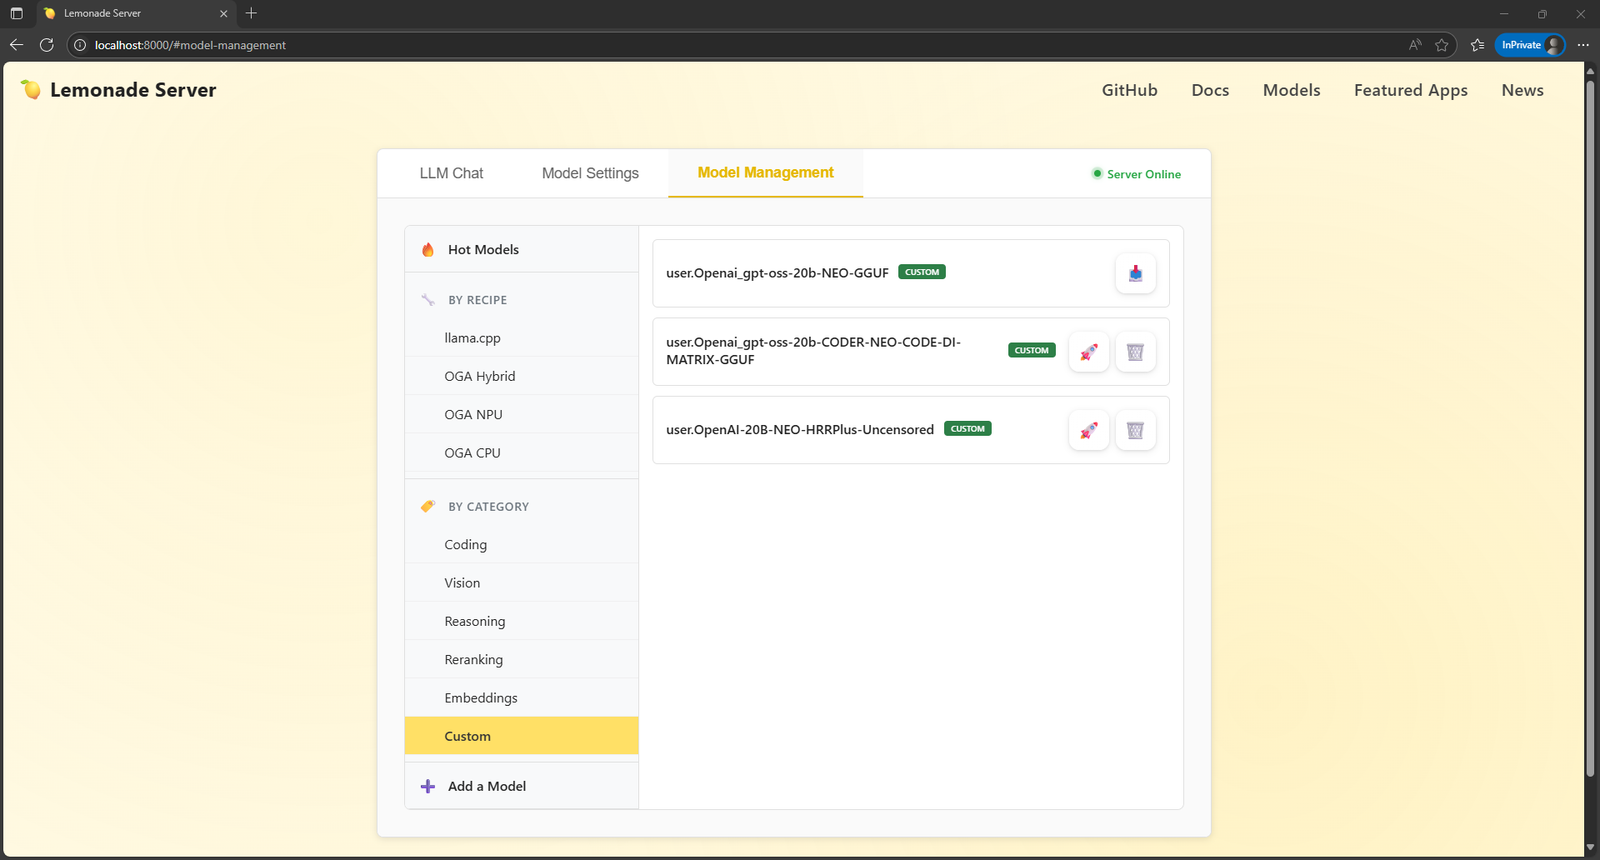 Lemonade Server
localhost:8000/#model-management
InPrivate
Lemonade Server
GitHub
Docs
Models
Featured Apps
News
LLM Chat
Model Settings
Model Management
Server Online
Hot Models
BY RECIPE
llama.cpp
OGA Hybrid
OGA NPU
OGA CPU
BY CATEGORY
Coding
Vision
Reasoning
Reranking
Embeddings
Custom
Add a Model
user.Openai_gpt-oss-20b-NEO-GGUF
CUSTOM
user.Openai_gpt-oss-20b-CODER-NEO-CODE-DI-
MATRIX-GGUF
CUSTOM
user.OpenAI-20B-NEO-HRRPlus-Uncensored
CUSTOM